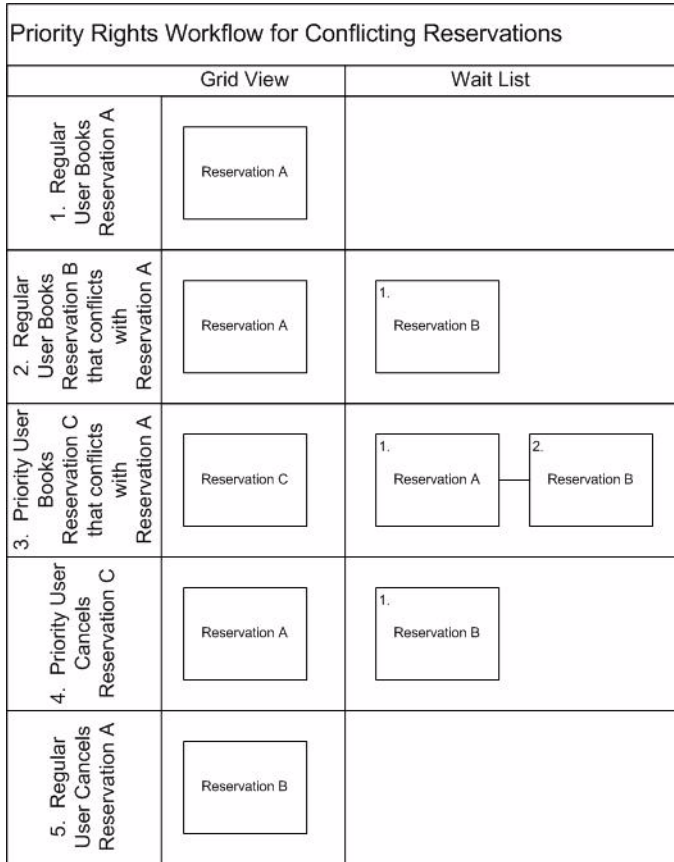 Priority Rights Workflow for Conflicting Reservations
Grid View
Wait List
1. Regular
User Books
Reservation A
Reservation A
2. Regular
User Books
Reservation B
that conflicts
with
Reservation A
Reservation A
1.
Reservation B
3. Priority User
Books
Reservation C
that conflicts
with
Reservation A
Reservation C
1.
Reservation A
2.
Reservation B
4. Priority User
Cancels
Reservation C
Reservation A
1.
Reservation B
5. Regular
User Cancels
Reservation A
Reservation B